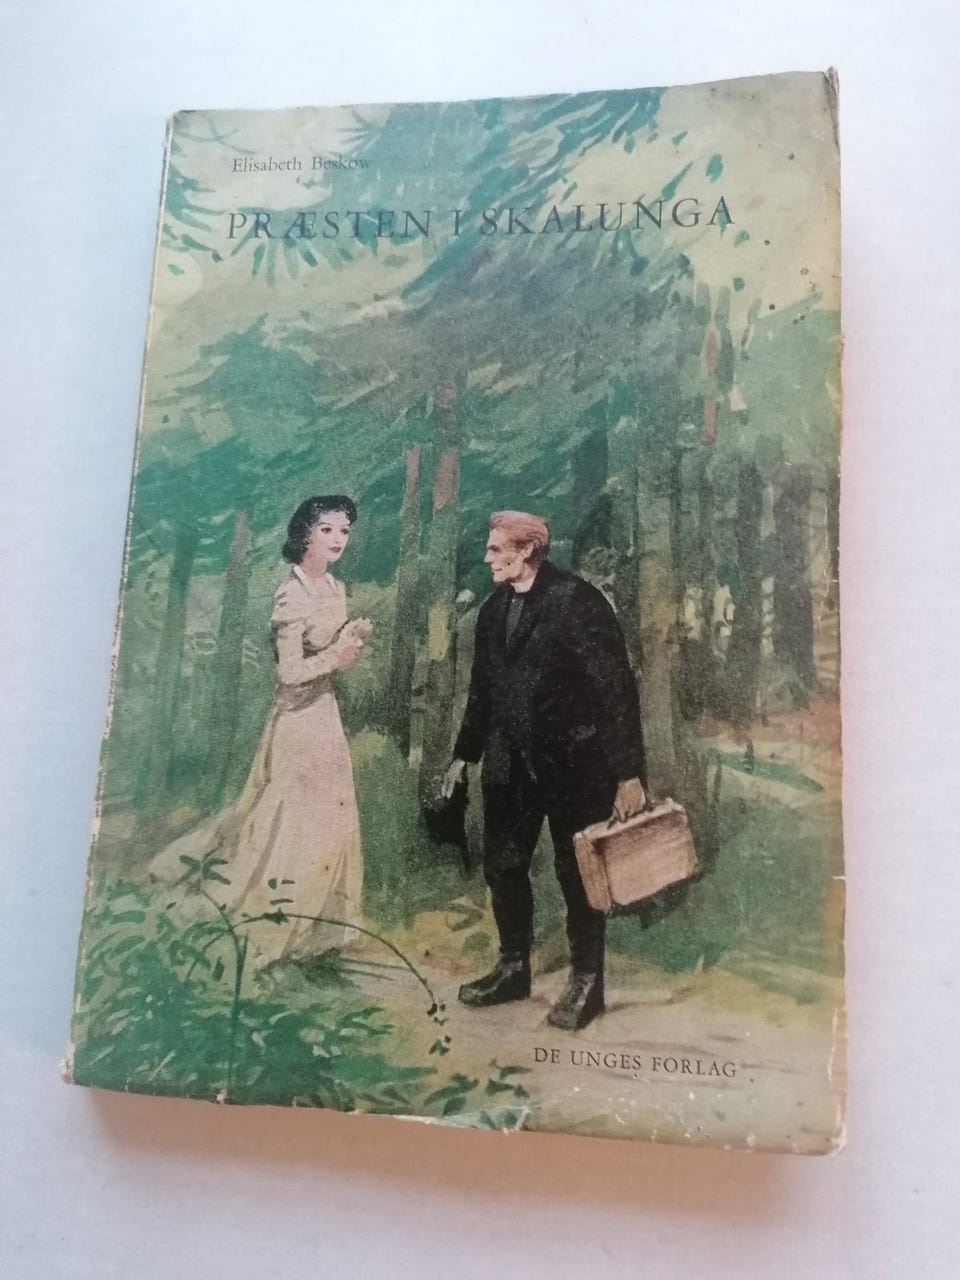 Elisabeth Beskow
PRÆSTEN I SKALUNGA
DE UNGES FORLAG